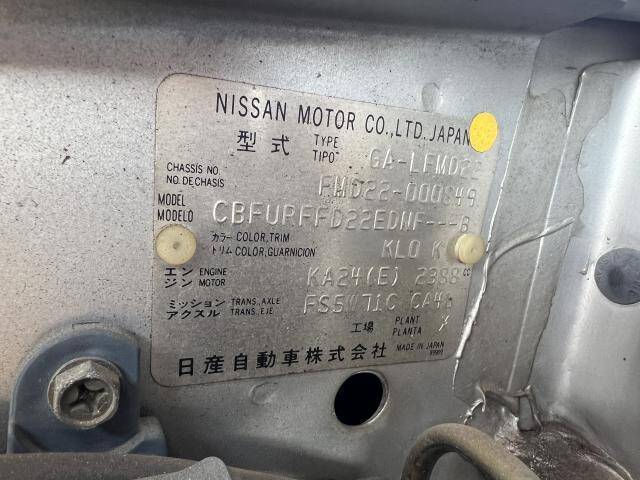 NISSAN MOTOR CO.,LTD. JAPAN
型式 TYPE TIPO GA-LFMD22
CHASSIS NO. NO. DE CHASIS FMD22-000849
MODEL MODELO CBFURFFD22EDNF---B
カラー COLOR,TRIM KL0 K
トリム COLOR,GUARNICION
エンジン ENGINE MOTOR KA24(E) 2388 cc
ミッション TRANS., AXLE FS5W71C CA41
アクスル TRANS., EJE
工場 PLANT PLANTA X
日産自動車株式会社 MADE IN JAPAN